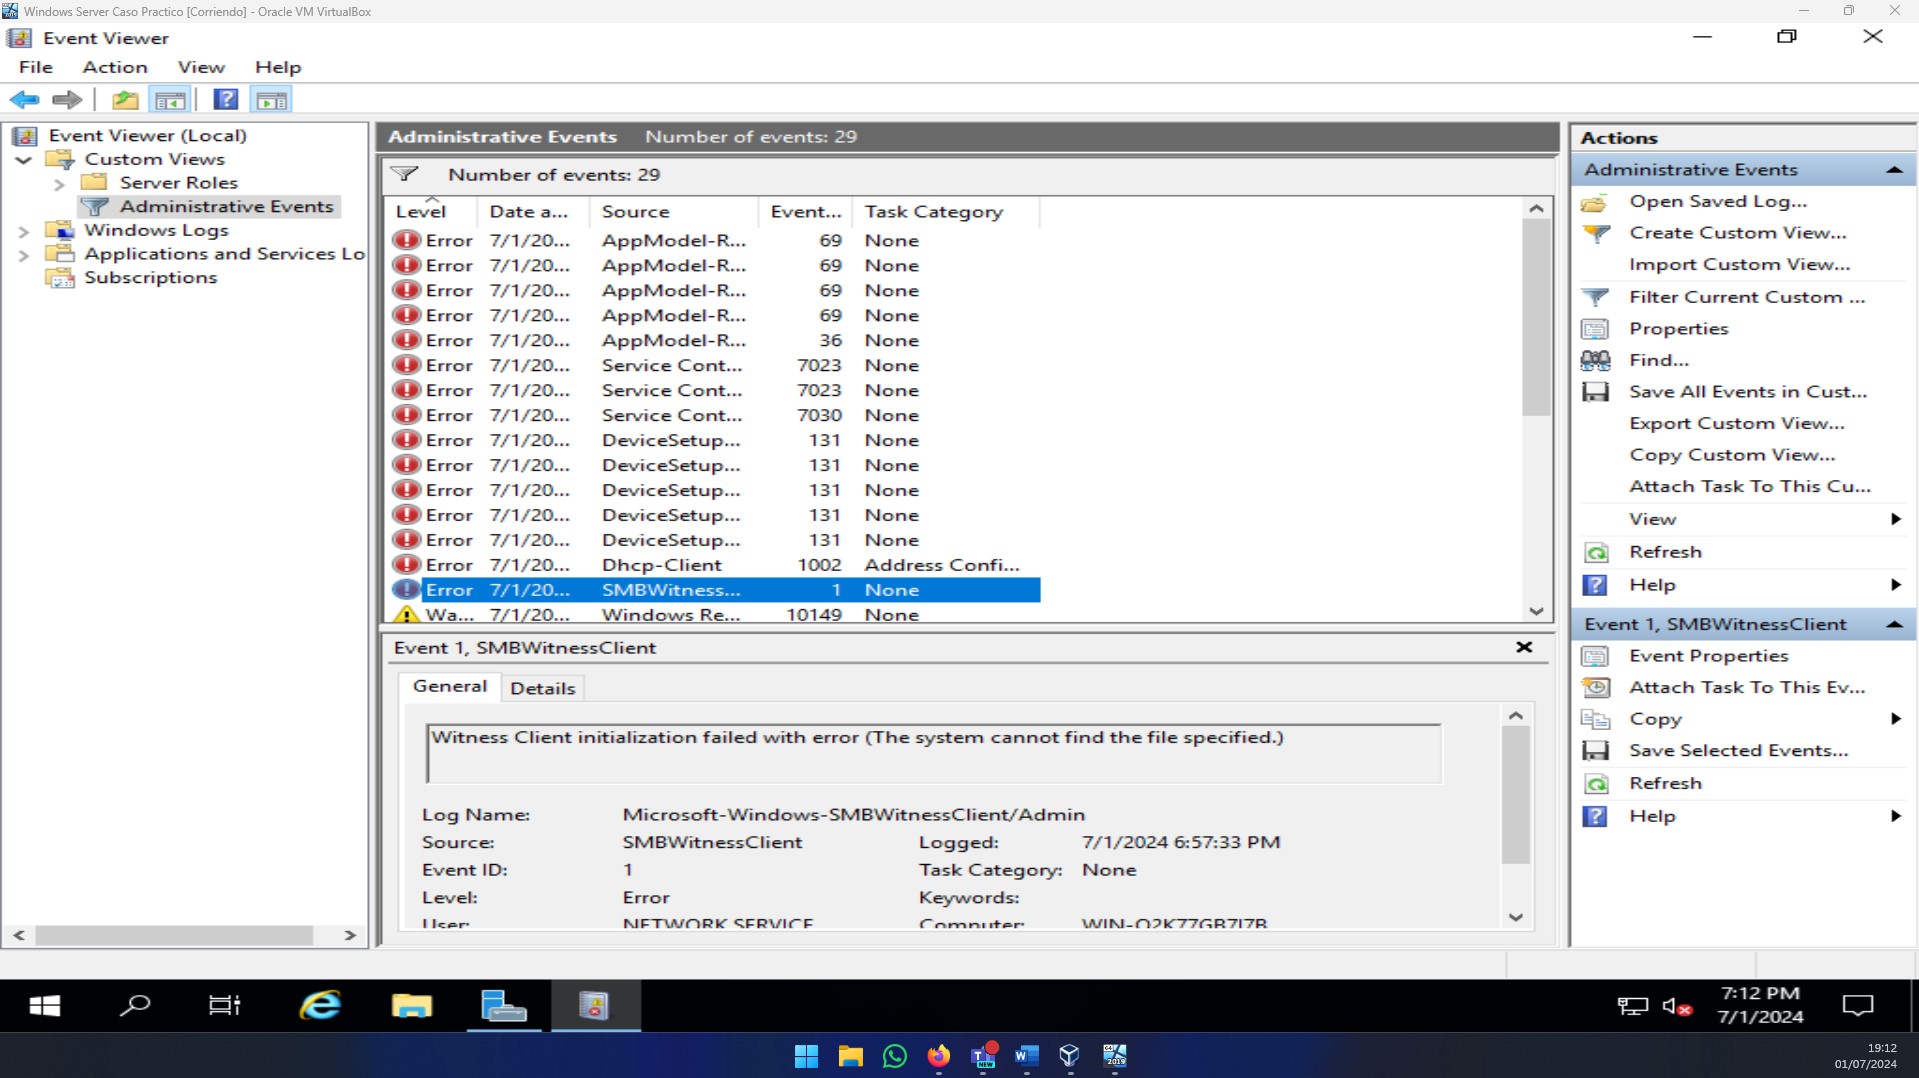 Windows Server Caso Practico [Corriendo] - Oracle VM VirtualBox
Event Viewer
File Action View Help
Event Viewer (Local)
Custom Views
Server Roles
Administrative Events
Windows Logs
Applications and Services Lo
Subscriptions
Administrative Events Number of events: 29
Number of events: 29
Level Date a... Source Event... Task Category
Error 7/1/20... AppModel-R... 69 None
Error 7/1/20... AppModel-R... 69 None
Error 7/1/20... AppModel-R... 69 None
Error 7/1/20... AppModel-R... 69 None
Error 7/1/20... AppModel-R... 36 None
Error 7/1/20... Service Cont... 7023 None
Error 7/1/20... Service Cont... 7023 None
Error 7/1/20... Service Cont... 7030 None
Error 7/1/20... DeviceSetup... 131 None
Error 7/1/20... DeviceSetup... 131 None
Error 7/1/20... DeviceSetup... 131 None
Error 7/1/20... DeviceSetup... 131 None
Error 7/1/20... DeviceSetup... 131 None
Error 7/1/20... Dhcp-Client 1002 Address Confi...
Error 7/1/20... SMBWitness... 1 None
Wa... 7/1/20... Windows Re... 10149 None
Event 1, SMBWitnessClient
General Details
Witness Client initialization failed with error (The system cannot find the file specified.)
Log Name: Microsoft-Windows-SMBWitnessClient/Admin
Source: SMBWitnessClient Logged: 7/1/2024 6:57:33 PM
Event ID: 1 Task Category: None
Level: Error Keywords:
User: NETWORK SERVICE Computer: WIN-O2K77GB7I7B
Actions
Administrative Events
Open Saved Log...
Create Custom View...
Import Custom View...
Filter Current Custom ...
Properties
Find...
Save All Events in Cust...
Export Custom View...
Copy Custom View...
Attach Task To This Cu...
View
Refresh
Help
Event 1, SMBWitnessClient
Event Properties
Attach Task To This Ev...
Copy
Save Selected Events...
Refresh
Help
7:12 PM
7/1/2024
NEW
2019
19:12
01/07/2024